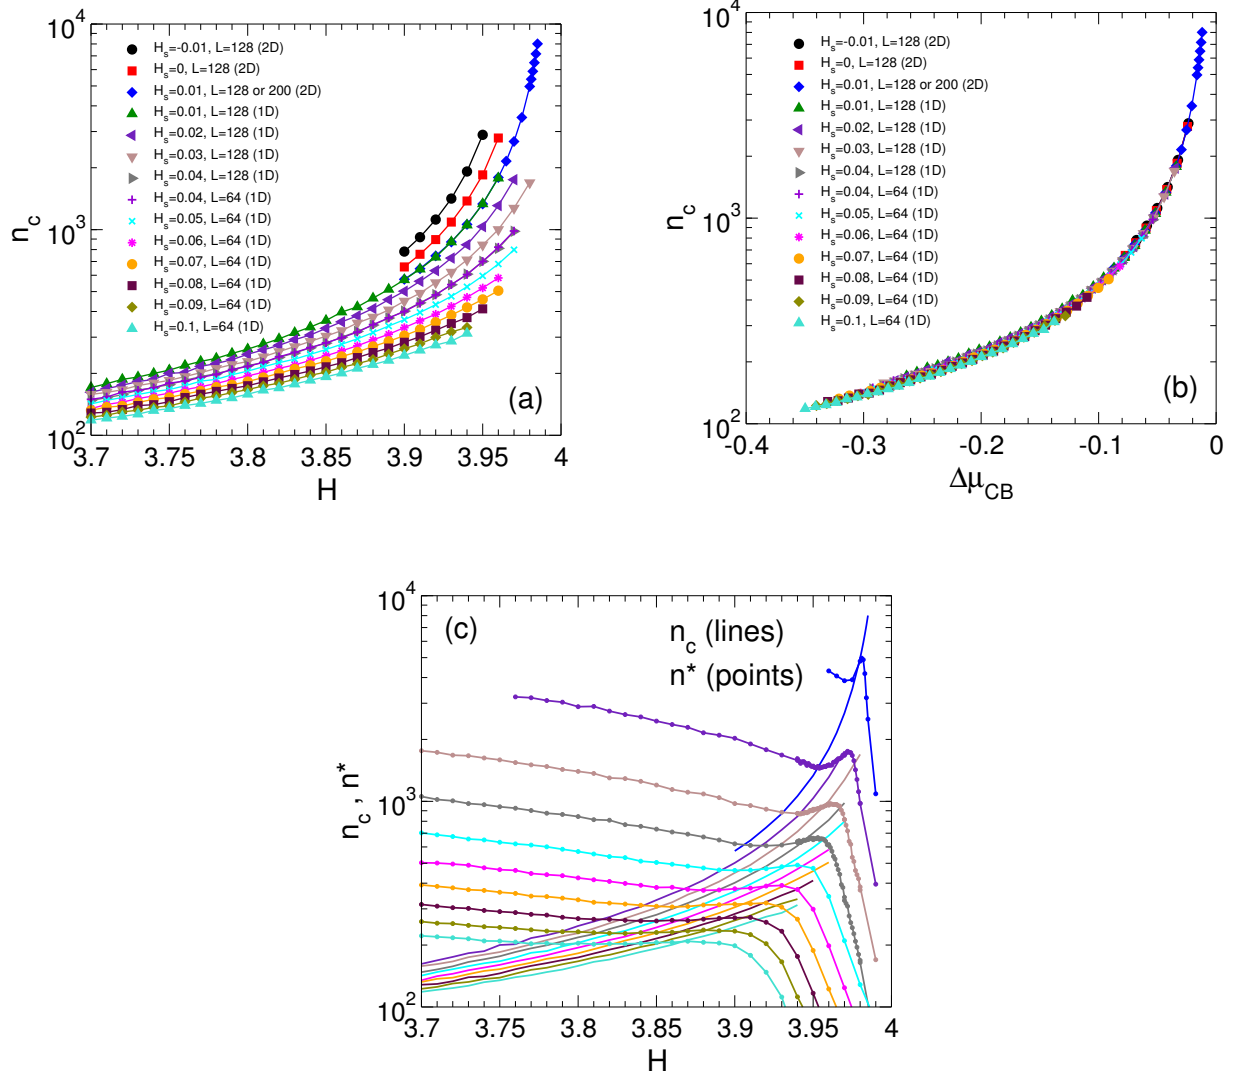 10^4
10^3
10^2
n_c
H_s=-0.01, L=128 (2D)
H_s=0, L=128 (2D)
H_s=0.01, L=128 or 200 (2D)
H_s=0.01, L=128 (1D)
H_s=0.02, L=128 (1D)
H_s=0.03, L=128 (1D)
H_s=0.04, L=128 (1D)
H_s=0.04, L=64 (1D)
H_s=0.05, L=64 (1D)
H_s=0.06, L=64 (1D)
H_s=0.07, L=64 (1D)
H_s=0.08, L=64 (1D)
H_s=0.09, L=64 (1D)
H_s=0.1, L=64 (1D)
(a)
3.7 3.75 3.8 3.85 3.9 3.95 4
H
10^4
10^3
10^2
n_c
H_s=-0.01, L=128 (2D)
H_s=0, L=128 (2D)
H_s=0.01, L=128 or 200 (2D)
H_s=0.01, L=128 (1D)
H_s=0.02, L=128 (1D)
H_s=0.03, L=128 (1D)
H_s=0.04, L=128 (1D)
H_s=0.04, L=64 (1D)
H_s=0.05, L=64 (1D)
H_s=0.06, L=64 (1D)
H_s=0.07, L=64 (1D)
H_s=0.08, L=64 (1D)
H_s=0.09, L=64 (1D)
H_s=0.1, L=64 (1D)
(b)
-0.4 -0.3 -0.2 -0.1 0
Δμ_CB
10^4
10^3
10^2
n_c , n*
(c)
n_c (lines)
n* (points)
3.7 3.75 3.8 3.85 3.9 3.95 4
H